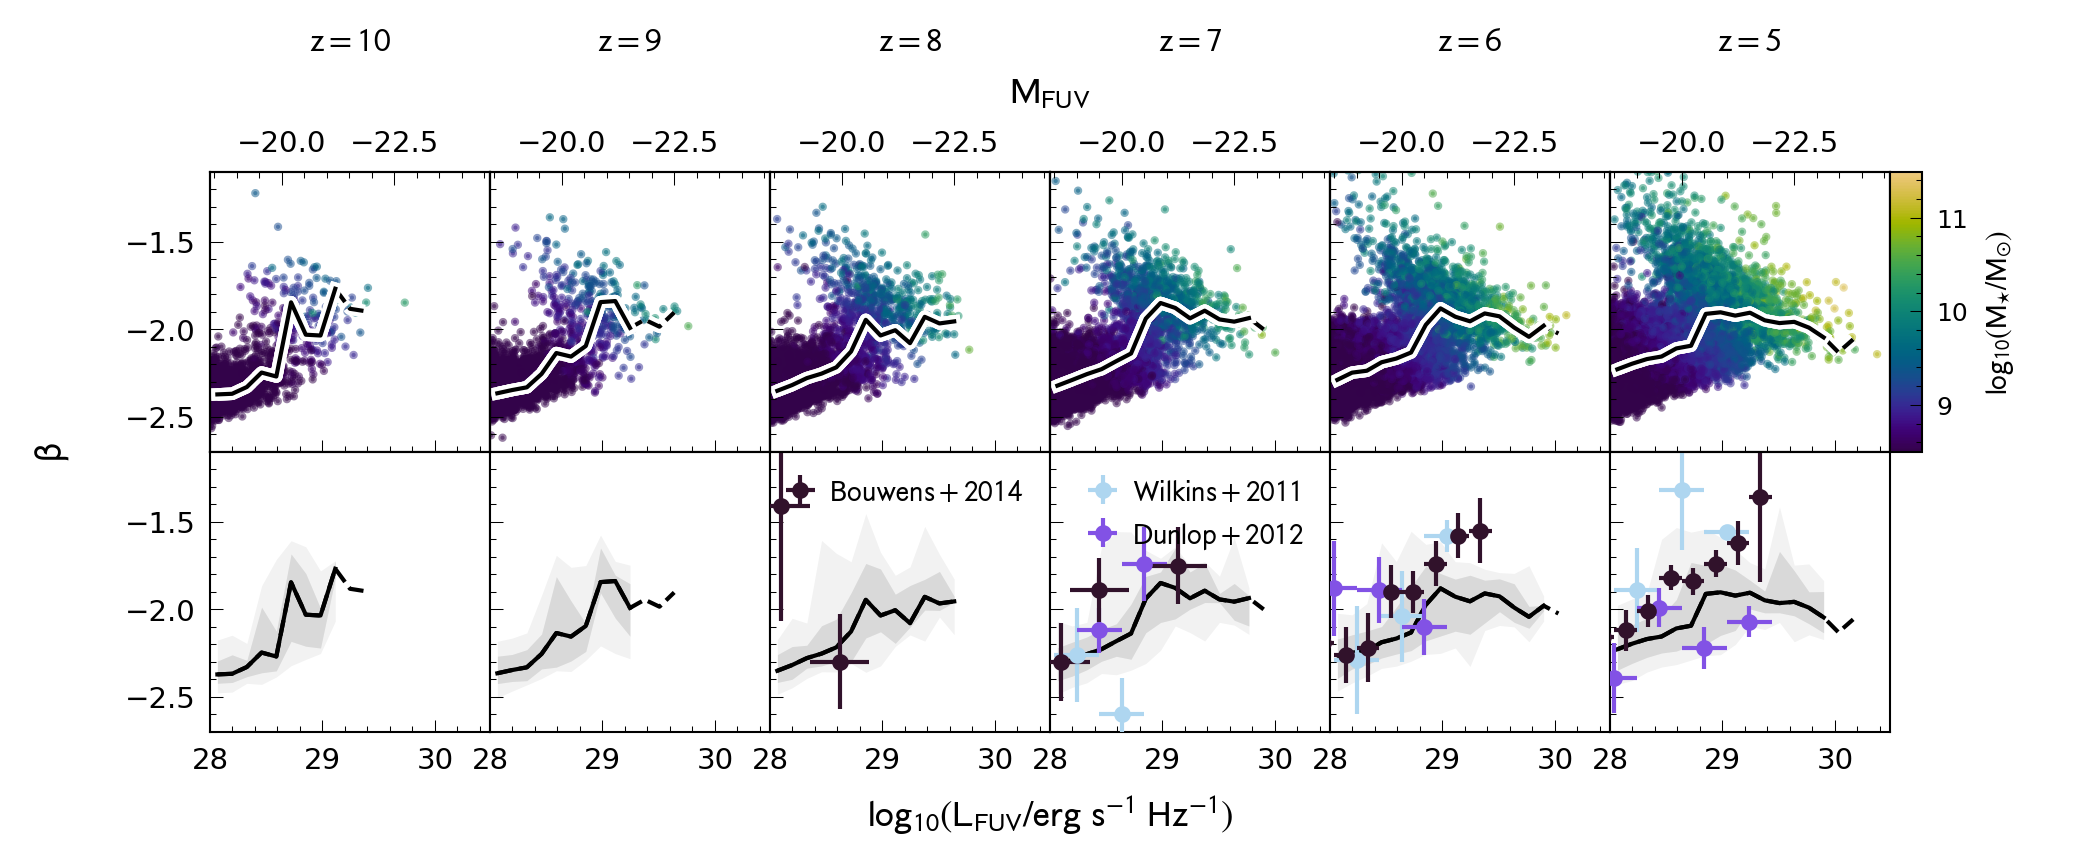 z = 10 z = 9 z = 8 z = 7 z = 6 z = 5
M_FUV
−20.0 −22.5 −20.0 −22.5 −20.0 −22.5 −20.0 −22.5 −20.0 −22.5 −20.0 −22.5
−1.5
−2.0
−2.5
11
10
9
log₁₀(M⋆/M⊙)
β
Bouwens+2014
Wilkins+2011
Dunlop+2012
−1.5
−2.0
−2.5
28 29 30 28 29 30 28 29 30 28 29 30 28 29 30 28 29 30
log₁₀(L_FUV/erg s⁻¹ Hz⁻¹)